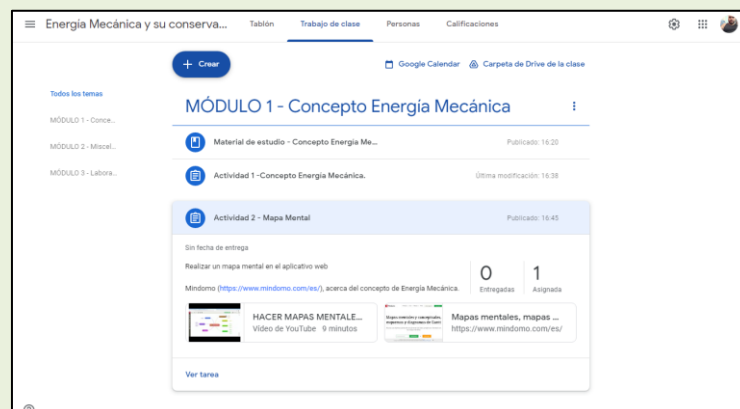 Energía Mecánica y su conserva...
Tablón
Trabajo de clase
Personas
Calificaciones
Crear
Google Calendar
Carpeta de Drive de la clase
Todos los temas
MÓDULO 1 - Conce...
MÓDULO 2 - Miscel...
MÓDULO 3 - Labora...
MÓDULO 1 - Concepto Energía Mecánica
Material de estudio - Concepto Energía Me...
Publicado: 16:20
Actividad 1 -Concepto Energía Mecánica.
Última modificación: 16:38
Actividad 2 - Mapa Mental
Publicado: 16:45
Sin fecha de entrega
Realizar un mapa mental en el aplicativo web
Mindomo (https://www.mindomo.com/es/), acerca del concepto de Energía Mecánica.
0
Entregadas
1
Asignada
HACER MAPAS MENTALE...
Vídeo de YouTube 9 minutos
Mapas mentales, mapas ...
https://www.mindomo.com/es/
Ver tarea